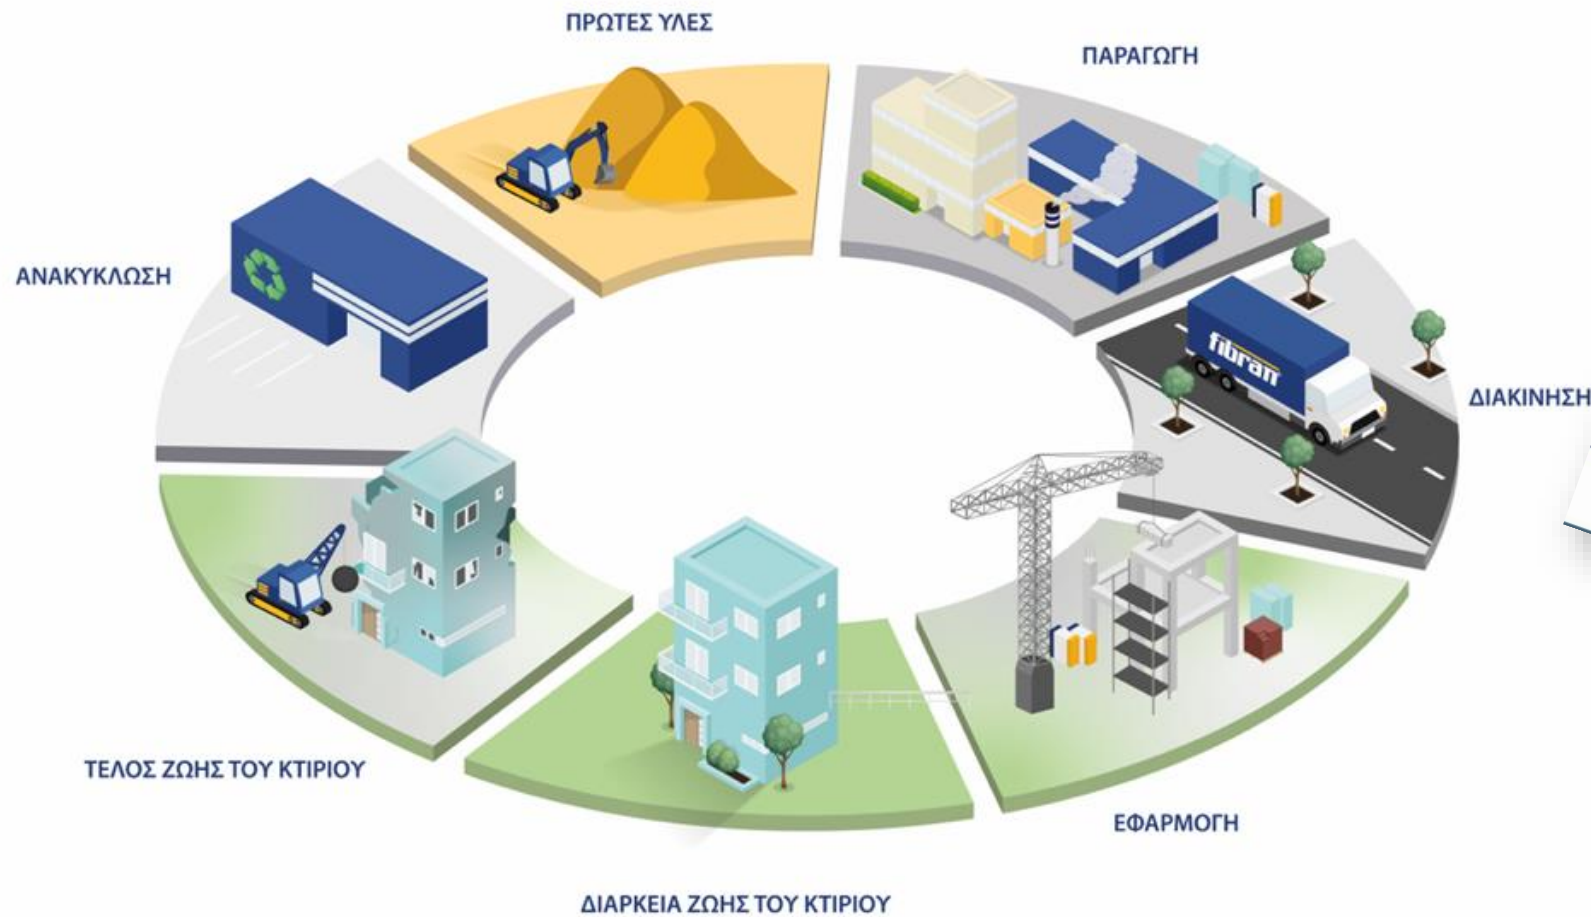 ΠΡΩΤΕΣ ΥΛΕΣ
ΠΑΡΑΓΩΓΗ
ΑΝΑΚΥΚΛΩΣΗ
fibran
ΔΙΑΚΙΝΗΣΗ
ΤΕΛΟΣ ΖΩΗΣ ΤΟΥ ΚΤΙΡΙΟΥ
ΕΦΑΡΜΟΓΗ
ΔΙΑΡΚΕΙΑ ΖΩΗΣ ΤΟΥ ΚΤΙΡΙΟΥ